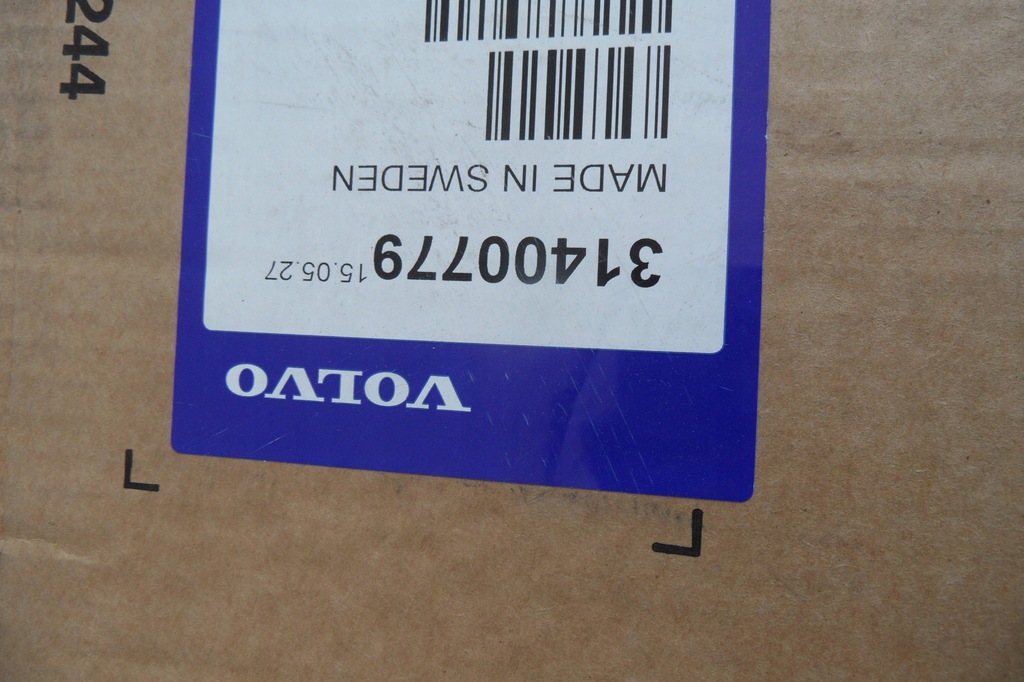 VOLVO
31400779 15.05.27
MADE IN SWEDEN
244